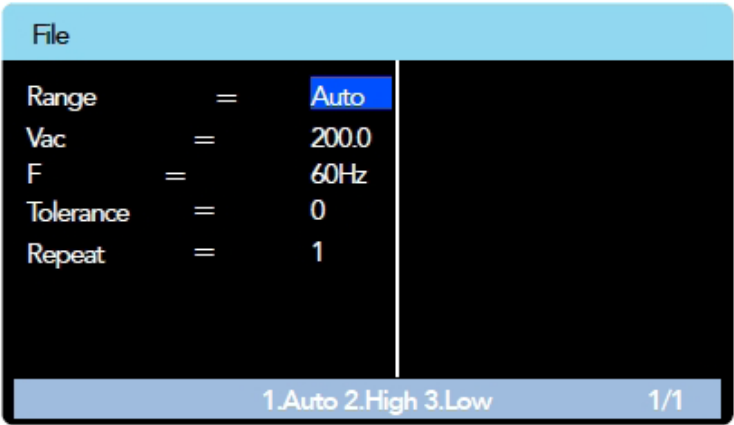 File
Range = Auto
Vac = 200.0
F = 60Hz
Tolerance = 0
Repeat = 1
1.Auto 2.High 3.Low 1/1